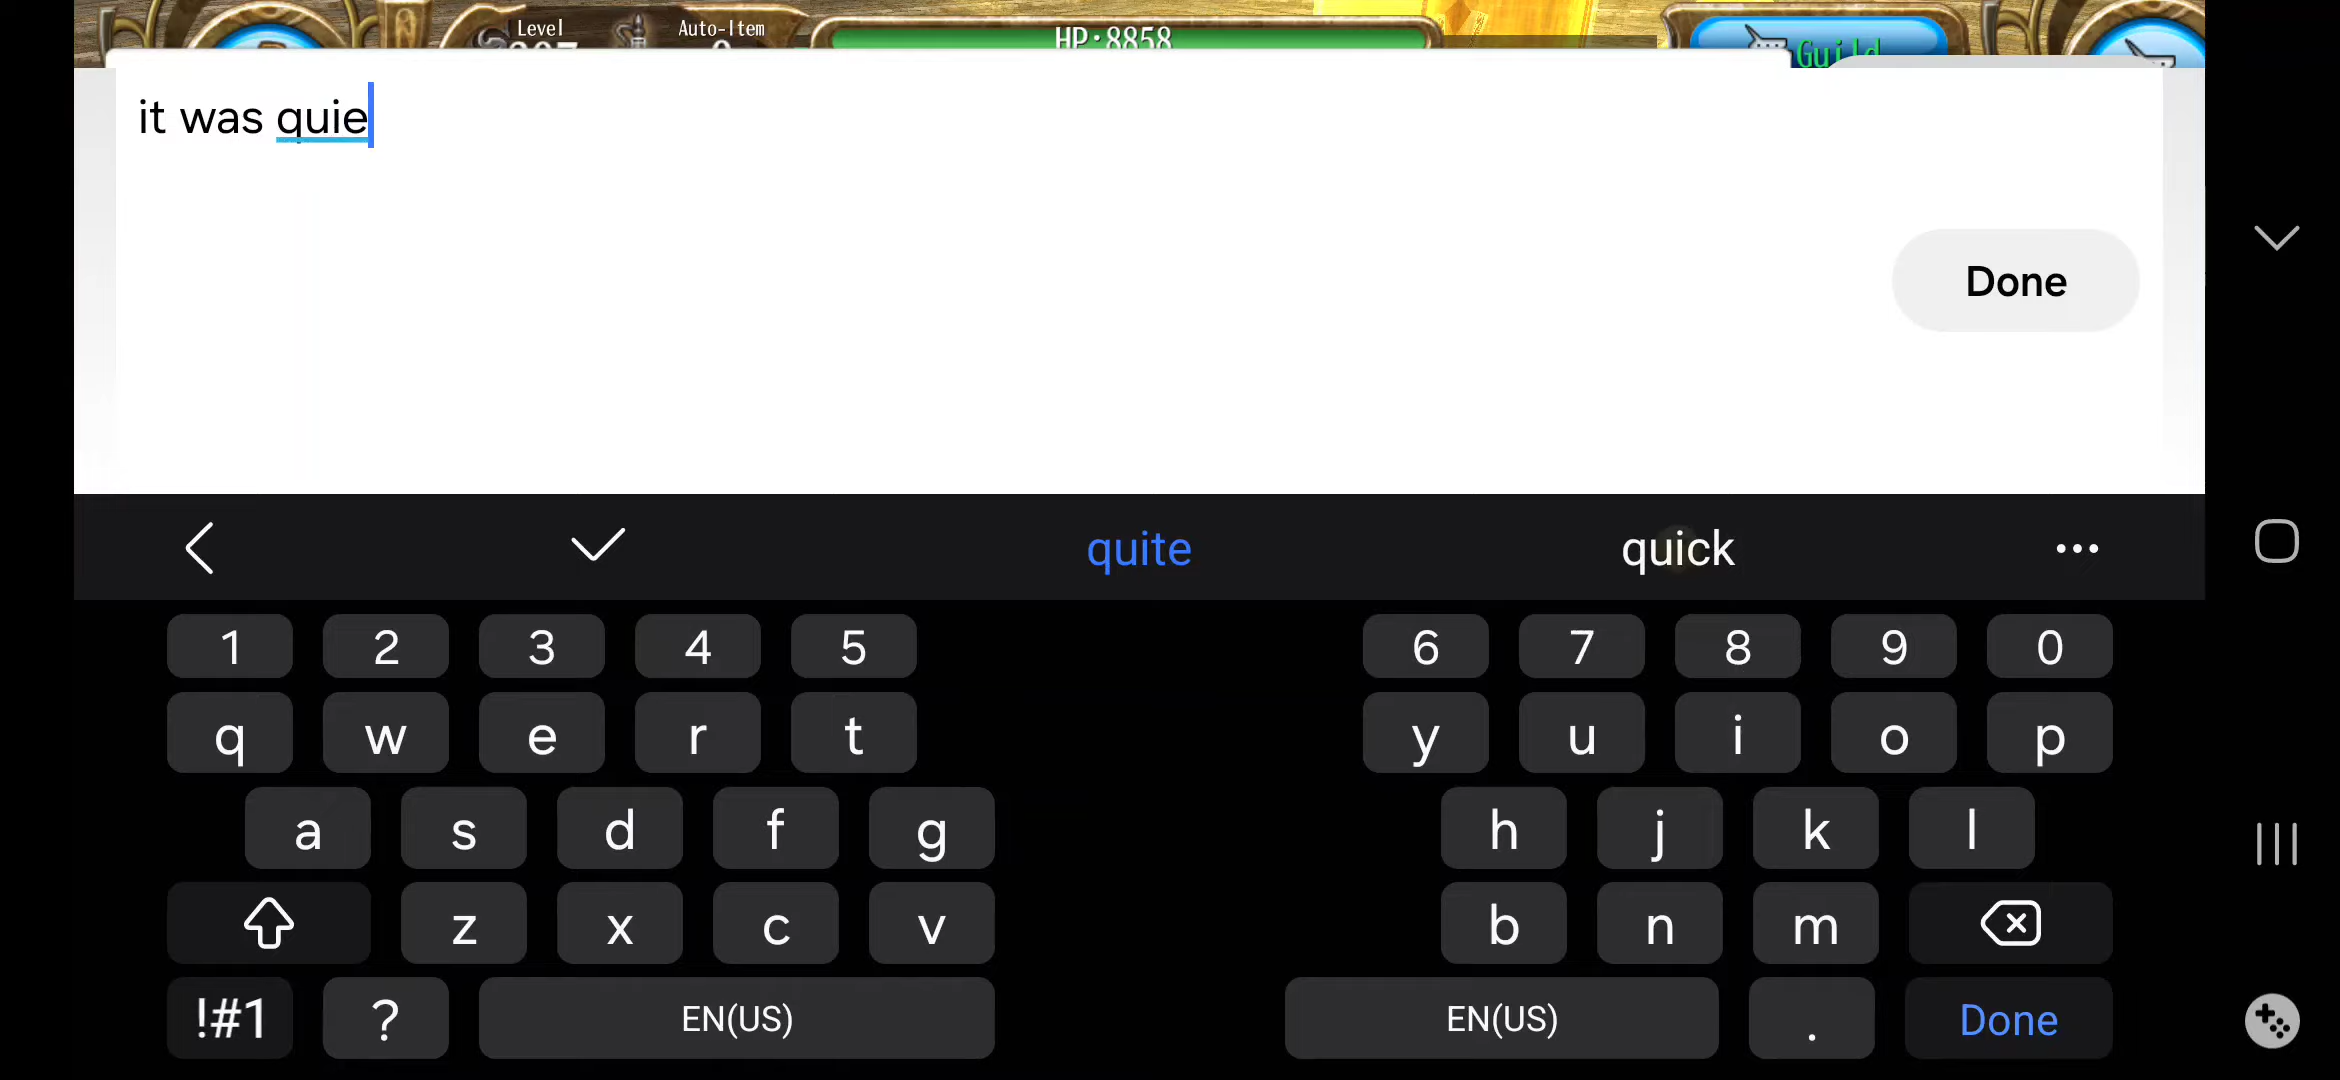 Level
Auto-Item
HP:8858
Guild
it was quie
Done
quite
quick
1 2 3 4 5 6 7 8 9 0
q w e r t y u i o p
a s d f g h j k l
z x c v b n m
!#1 ? EN(US) EN(US) . Done